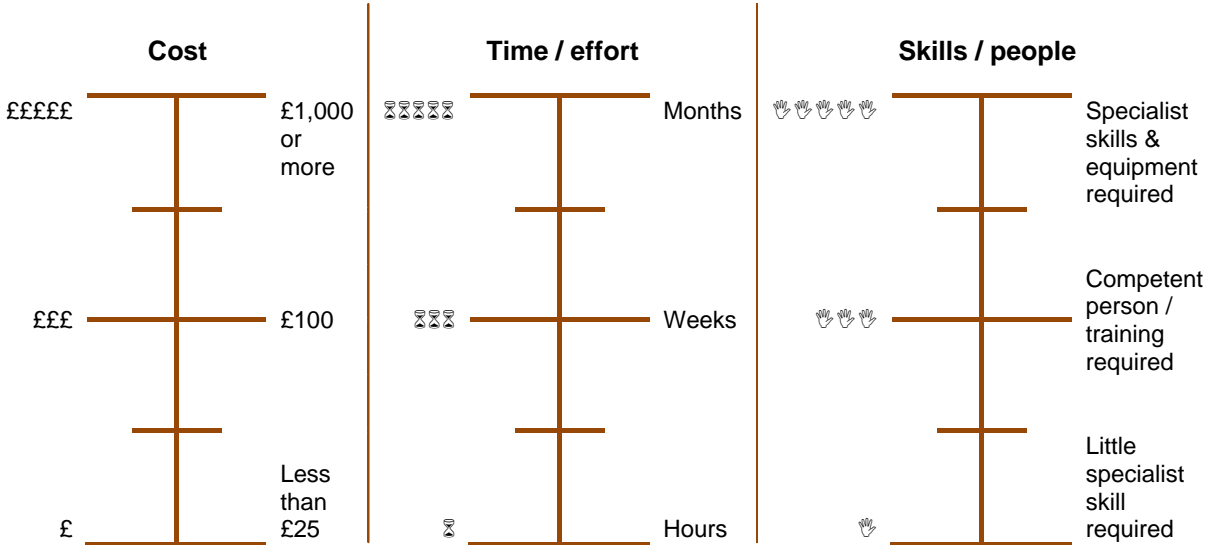 Cost
£££££
£1,000
or
more
£££
£100
£
Less
than
£25
Time / effort
⌛⌛⌛⌛⌛
Months
⌛⌛⌛
Weeks
⌛
Hours
Skills / people
🖑🖑🖑🖑🖑
Specialist
skills &
equipment
required
🖑🖑🖑
Competent
person /
training
required
🖑
Little
specialist
skill
required